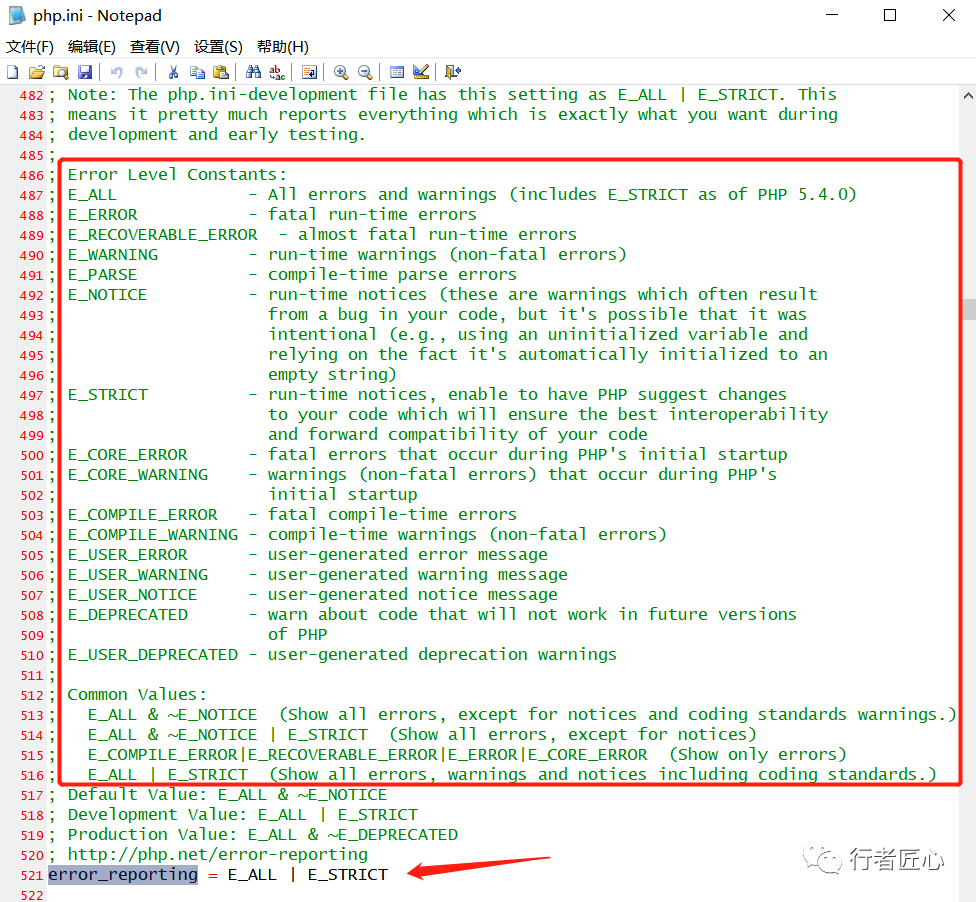 php.ini - Notepad
文件(F) 编辑(E) 查看(V) 设置(S) 帮助(H)
482 ; Note: The php.ini-development file has this setting as E_ALL | E_STRICT. This
483 ; means it pretty much reports everything which is exactly what you want during
484 ; development and early testing.
485 ;
486 ; Error Level Constants:
487 ; E_ALL - All errors and warnings (includes E_STRICT as of PHP 5.4.0)
488 ; E_ERROR - fatal run-time errors
489 ; E_RECOVERABLE_ERROR - almost fatal run-time errors
490 ; E_WARNING - run-time warnings (non-fatal errors)
491 ; E_PARSE - compile-time parse errors
492 ; E_NOTICE - run-time notices (these are warnings which often result
493 ; from a bug in your code, but it's possible that it was
494 ; intentional (e.g., using an uninitialized variable and
495 ; relying on the fact it's automatically initialized to an
496 ; empty string)
497 ; E_STRICT - run-time notices, enable to have PHP suggest changes
498 ; to your code which will ensure the best interoperability
499 ; and forward compatibility of your code
500 ; E_CORE_ERROR - fatal errors that occur during PHP's initial startup
501 ; E_CORE_WARNING - warnings (non-fatal errors) that occur during PHP's
502 ; initial startup
503 ; E_COMPILE_ERROR - fatal compile-time errors
504 ; E_COMPILE_WARNING - compile-time warnings (non-fatal errors)
505 ; E_USER_ERROR - user-generated error message
506 ; E_USER_WARNING - user-generated warning message
507 ; E_USER_NOTICE - user-generated notice message
508 ; E_DEPRECATED - warn about code that will not work in future versions
509 ; of PHP
510 ; E_USER_DEPRECATED - user-generated deprecation warnings
511 ;
512 ; Common Values:
513 ; E_ALL & ~E_NOTICE (Show all errors, except for notices and coding standards warnings.)
514 ; E_ALL & ~E_NOTICE | E_STRICT (Show all errors, except for notices)
515 ; E_COMPILE_ERROR|E_RECOVERABLE_ERROR|E_ERROR|E_CORE_ERROR (Show only errors)
516 ; E_ALL | E_STRICT (Show all errors, warnings and notices including coding standards.)
517 ; Default Value: E_ALL & ~E_NOTICE
518 ; Development Value: E_ALL | E_STRICT
519 ; Production Value: E_ALL & ~E_DEPRECATED
520 ; http://php.net/error-reporting
521 error_reporting = E_ALL | E_STRICT
522
行者匠心